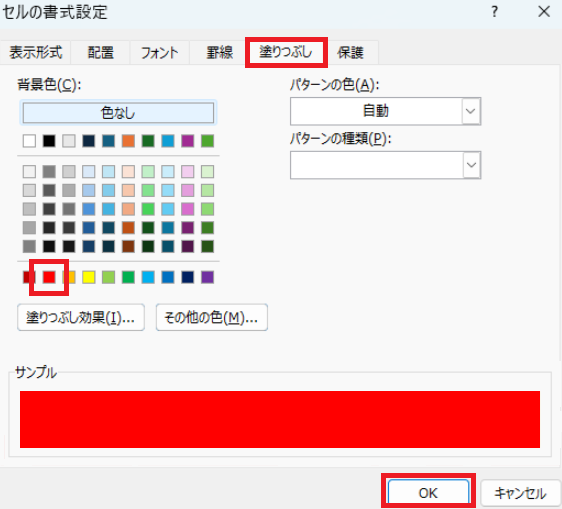 セルの書式設定 ? ×
表示形式 配置 フォント 罫線 塗りつぶし 保護
背景色(C):
色なし
パターンの色(A):
自動
パターンの種類(P):
塗りつぶし効果(I)... その他の色(M)...
サンプル
OK キャンセル